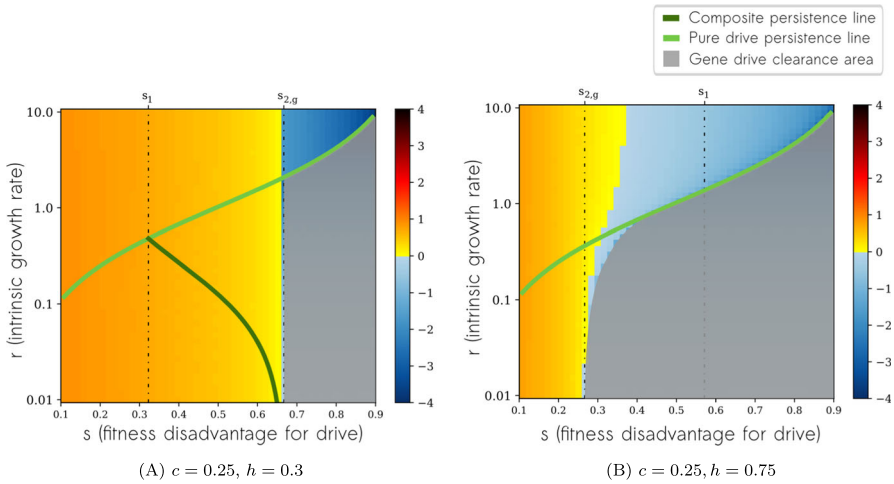 Composite persistence line
Pure drive persistence line
Gene drive clearance area
s1 s2,g
10.0
1.0
0.1
0.01
r (intrinsic growth rate)
0.1 0.2 0.3 0.4 0.5 0.6 0.7 0.8 0.9
s (fitness disadvantage for drive)
4
3
2
1
0
−1
−2
−3
−4
(A) c = 0.25, h = 0.3
s2,g s1
10.0
1.0
0.1
0.01
r (intrinsic growth rate)
0.1 0.2 0.3 0.4 0.5 0.6 0.7 0.8 0.9
s (fitness disadvantage for drive)
4
3
2
1
0
−1
−2
−3
−4
(B) c = 0.25, h = 0.75